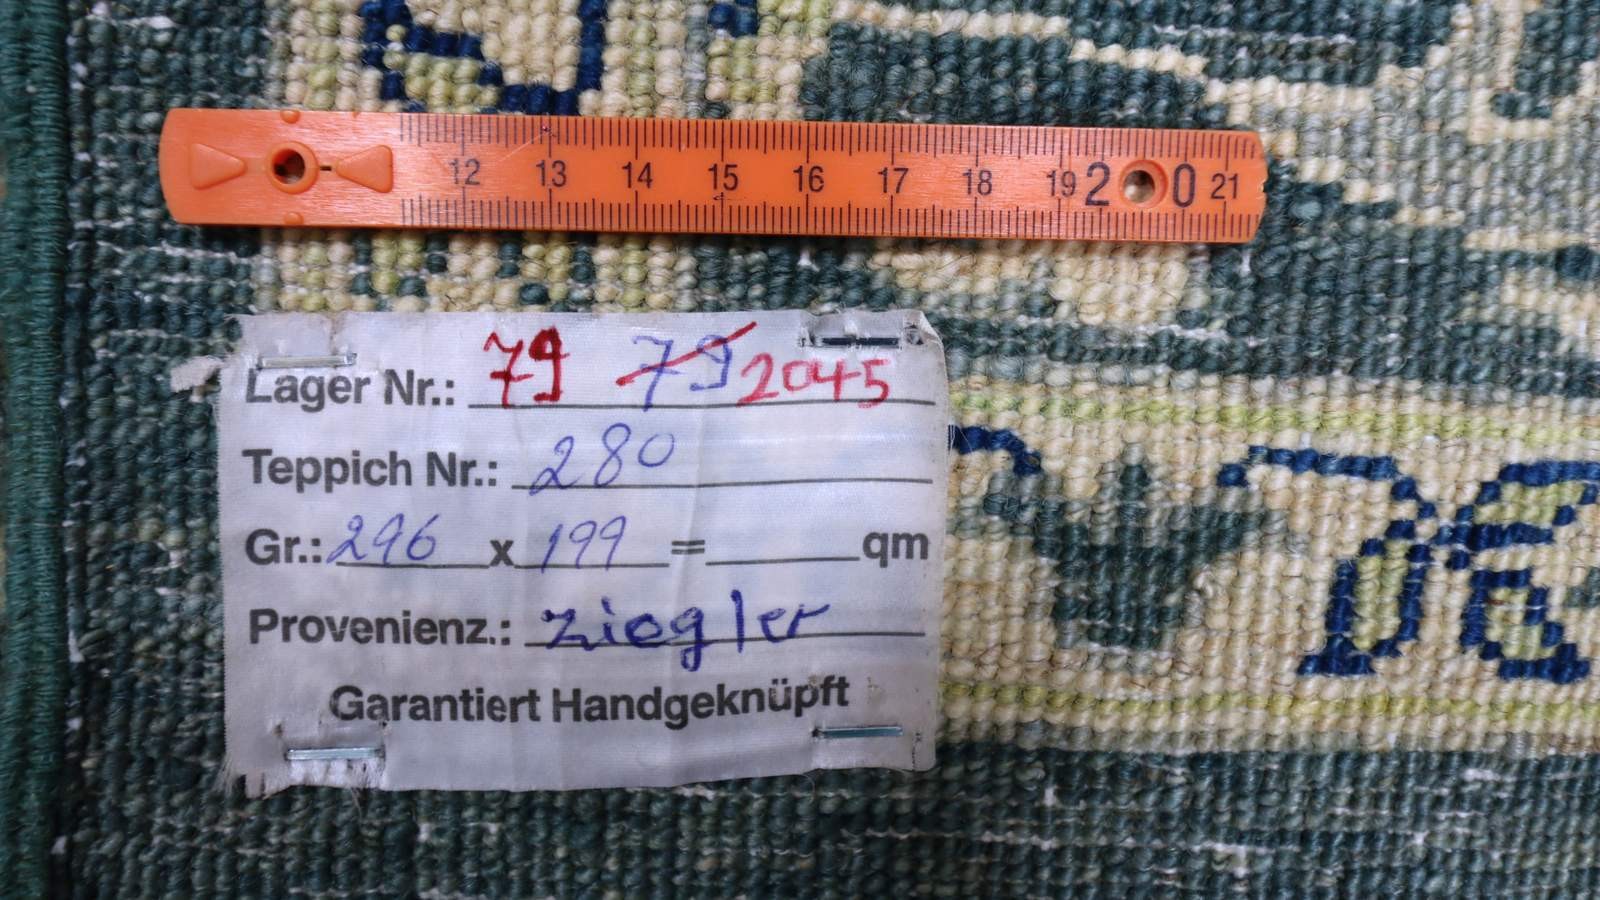 12 13 14 15 16 17 18 19 20 21
Lager Nr.: 79 79 2045
Teppich Nr.: 280
Gr.: 296 x 199 = qm
Provenienz.: ziegler
Garantiert Handgeknüpft